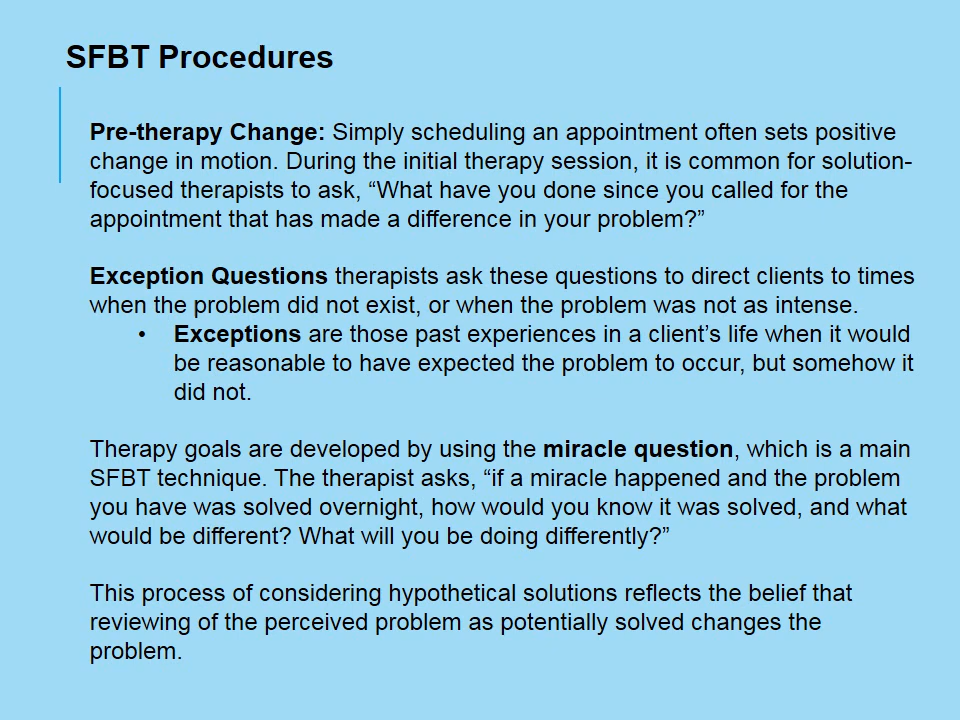 SFBT Procedures
Pre-therapy Change: Simply scheduling an appointment often sets positive
change in motion. During the initial therapy session, it is common for solution-
focused therapists to ask, “What have you done since you called for the
appointment that has made a difference in your problem?”
Exception Questions therapists ask these questions to direct clients to times
when the problem did not exist, or when the problem was not as intense.
• Exceptions are those past experiences in a client’s life when it would
be reasonable to have expected the problem to occur, but somehow it
did not.
Therapy goals are developed by using the miracle question, which is a main
SFBT technique. The therapist asks, “if a miracle happened and the problem
you have was solved overnight, how would you know it was solved, and what
would be different? What will you be doing differently?”
This process of considering hypothetical solutions reflects the belief that
reviewing of the perceived problem as potentially solved changes the
problem.